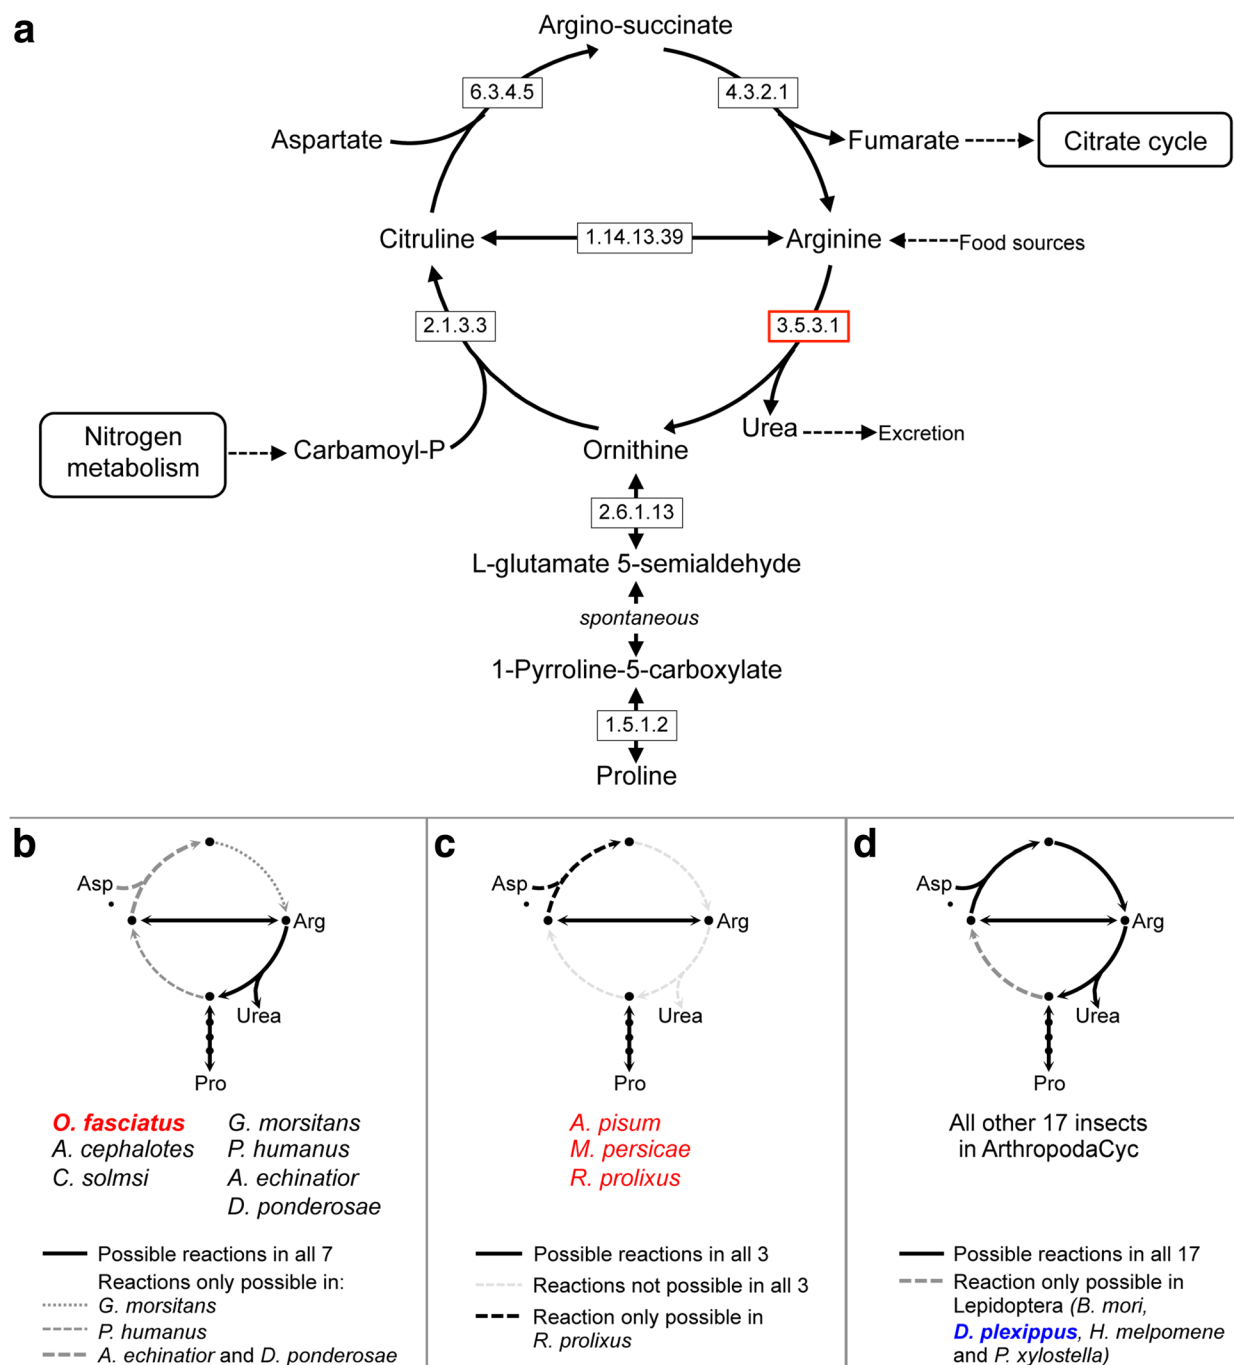 a
Argino-succinate
6.3.4.5
4.3.2.1
Aspartate
Fumarate
Citrate cycle
Citruline
1.14.13.39
Arginine
Food sources
2.1.3.3
3.5.3.1
Nitrogen
metabolism
Carbamoyl-P
Ornithine
Urea
Excretion
2.6.1.13
L-glutamate 5-semialdehyde
spontaneous
1-Pyrroline-5-carboxylate
1.5.1.2
Proline
b
Asp
Arg
Urea
Pro
O. fasciatus
A. cephalotes
C. solmsi
G. morsitans
P. humanus
A. echinatior
D. ponderosae
Possible reactions in all 7
Reactions only possible in:
G. morsitans
P. humanus
A. echinatior and D. ponderosae
c
Asp
Arg
Urea
Pro
A. pisum
M. persicae
R. prolixus
Possible reactions in all 3
Reactions not possible in all 3
Reaction only possible in
R. prolixus
d
Asp
Arg
Urea
Pro
All other 17 insects
in ArthropodaCyc
Possible reactions in all 17
Reaction only possible in
Lepidoptera (B. mori,
D. plexippus, H. melpomene
and P. xylostella)